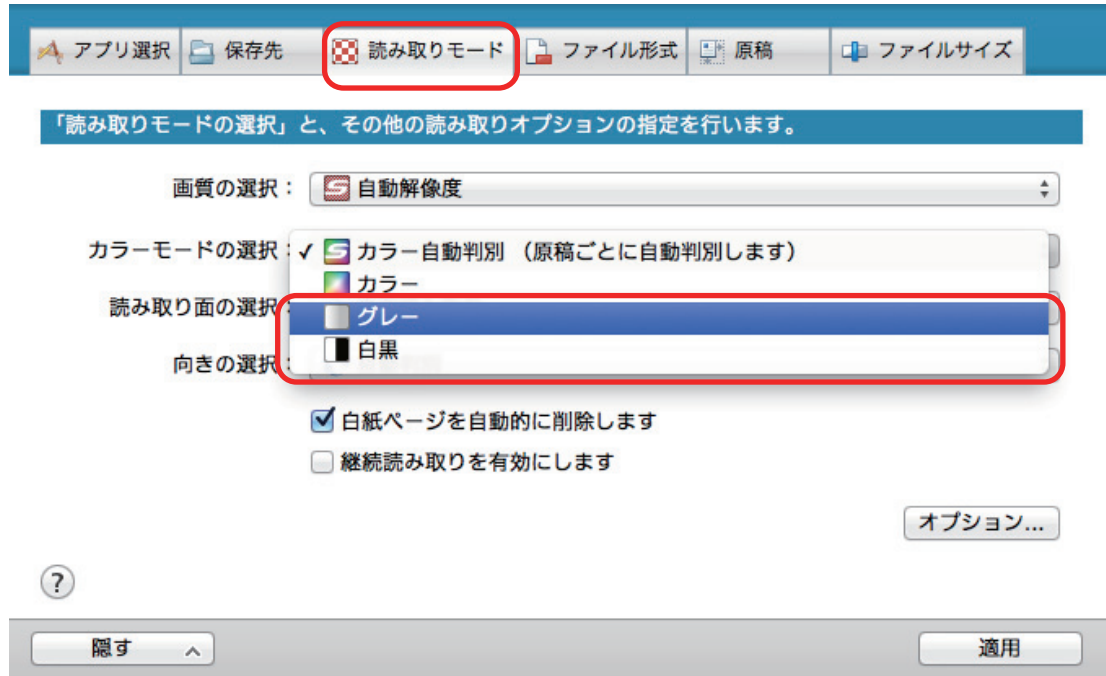 アプリ選択 保存先 読み取りモード ファイル形式 原稿 ファイルサイズ
「読み取りモードの選択」と、その他の読み取りオプションの指定を行います。
画質の選択： 自動解像度
カラーモードの選択： ✓ カラー自動判別 （原稿ごとに自動判別します）
カラー
読み取り面の選択：
グレー
白黒
向きの選択：
白紙ページを自動的に削除します
継続読み取りを有効にします
オプション...
?
隠す 適用